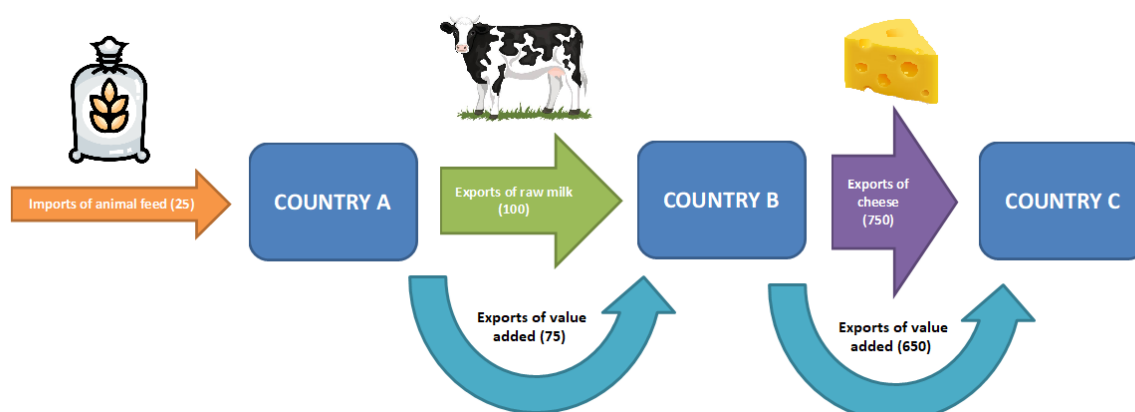 Imports of animal feed (25)
COUNTRY A
Exports of raw milk
(100)
COUNTRY B
Exports of
cheese
(750)
COUNTRY C
Exports of value
added (75)
Exports of value
added (650)